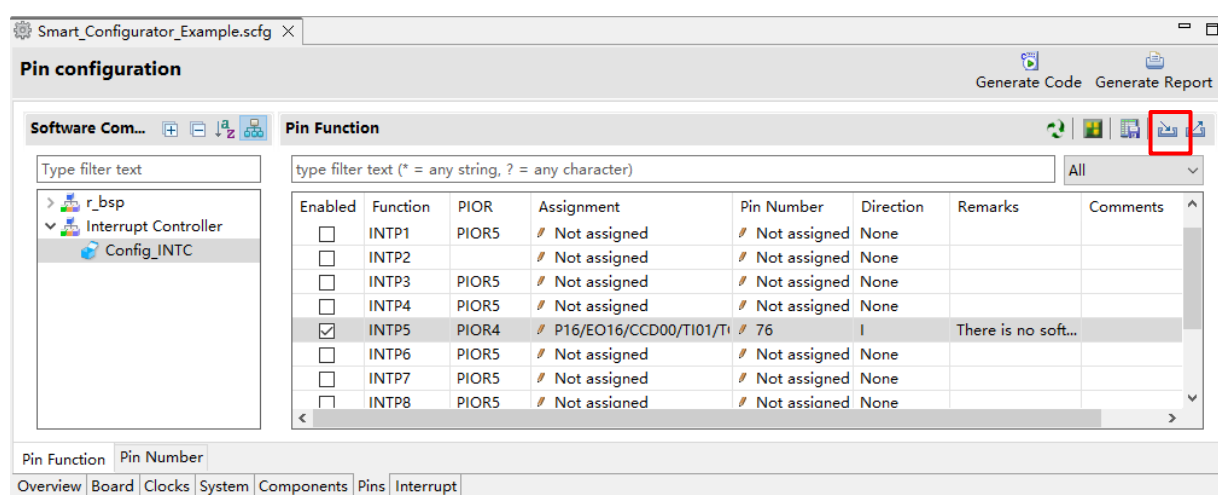 Smart_Configurator_Example.scfg
Pin configuration
Generate Code Generate Report
Software Com...
Pin Function
Type filter text
type filter text (* = any string, ? = any character)
All
r_bsp
Interrupt Controller
Config_INTC
Enabled Function PIOR Assignment Pin Number Direction Remarks Comments
INTP1 PIOR5 Not assigned Not assigned None
INTP2 Not assigned Not assigned None
INTP3 PIOR5 Not assigned Not assigned None
INTP4 PIOR5 Not assigned Not assigned None
INTP5 PIOR4 P16/EO16/CCD00/TI01/T 76 I There is no soft...
INTP6 PIOR5 Not assigned Not assigned None
INTP7 PIOR5 Not assigned Not assigned None
INTP8 PIOR5 Not assigned Not assigned None
Pin Function Pin Number
Overview Board Clocks System Components Pins Interrupt